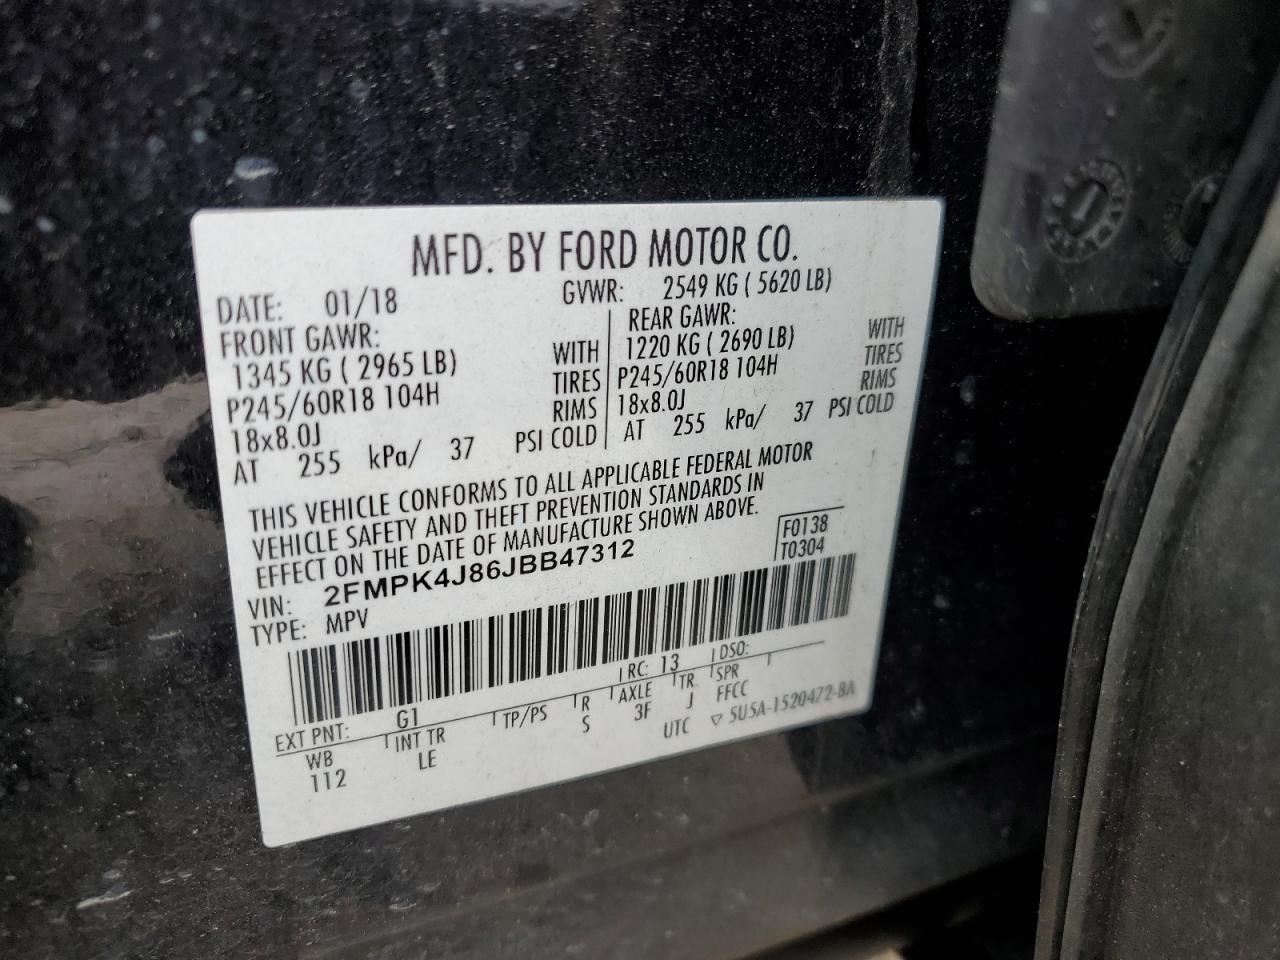 MFD. BY FORD MOTOR CO.
DATE: 01/18 GVWR: 2549 KG ( 5620 LB)
FRONT GAWR: REAR GAWR:
1345 KG ( 2965 LB) WITH 1220 KG ( 2690 LB) WITH
P245/60R18 104H TIRES P245/60R18 104H TIRES
18x8.0J RIMS 18x8.0J RIMS
AT 255 kPa/ 37 PSI COLD AT 255 kPa/ 37 PSI COLD
THIS VEHICLE CONFORMS TO ALL APPLICABLE FEDERAL MOTOR
VEHICLE SAFETY AND THEFT PREVENTION STANDARDS IN
EFFECT ON THE DATE OF MANUFACTURE SHOWN ABOVE.
F0138
T0304
VIN: 2FMPK4J86JBB47312
TYPE: MPV
EXT PNT: G1 RC: 13 DSO:
WB INT TR TP/PS R AXLE TR SPR
112 LE S 3F J FFCC
UTC ▽ 5U5A-1520472-BA